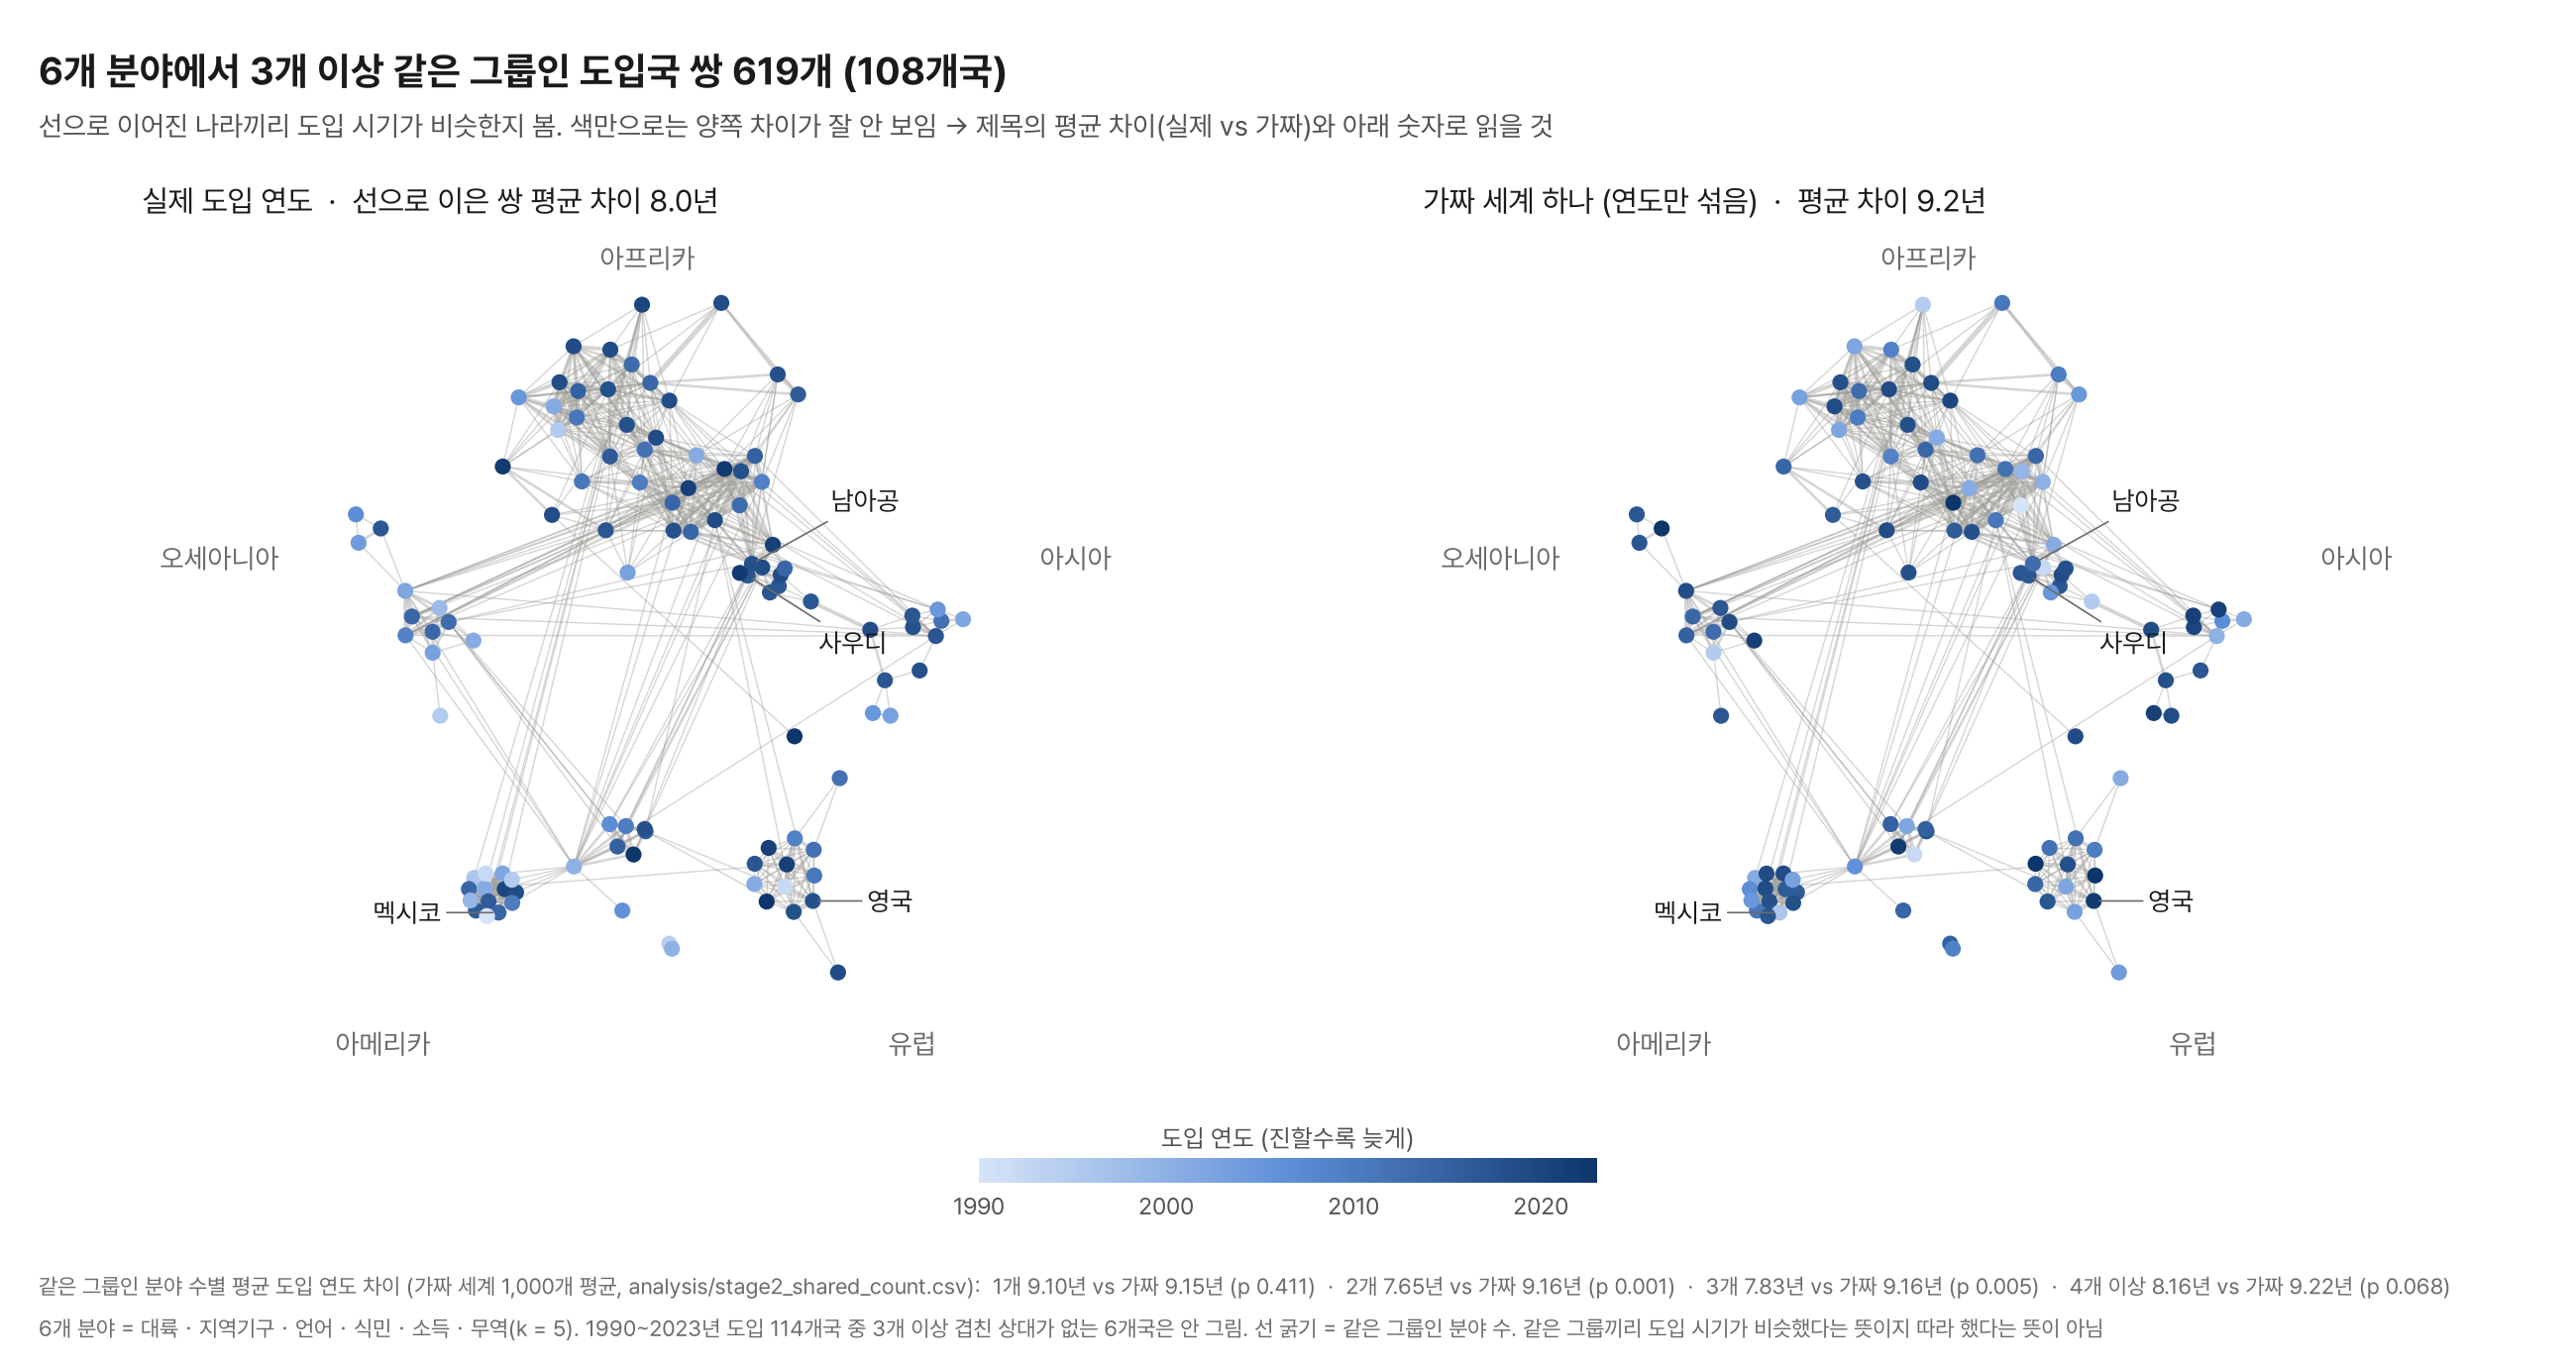 6개 분야에서 3개 이상 같은 그룹인 도입국 쌍 619개 (108개국)
선으로 이어진 나라끼리 도입 시기가 비슷한지 봄. 색만으로는 양쪽 차이가 잘 안 보임 → 제목의 평균 차이(실제 vs 가짜)와 아래 숫자로 읽을 것
실제 도입 연도 · 선으로 이은 쌍 평균 차이 8.0년
아프리카
남아공
오세아니아
아시아
사우디
멕시코
영국
아메리카
유럽
가짜 세계 하나 (연도만 섞음) · 평균 차이 9.2년
아프리카
남아공
오세아니아
아시아
사우디
멕시코
영국
아메리카
유럽
도입 연도 (진할수록 늦게)
1990 2000 2010 2020
같은 그룹인 분야 수별 평균 도입 연도 차이 (가짜 세계 1,000개 평균, analysis/stage2_shared_count.csv): 1개 9.10년 vs 가짜 9.15년 (p 0.411) · 2개 7.65년 vs 가짜 9.16년 (p 0.001) · 3개 7.83년 vs 가짜 9.16년 (p 0.005) · 4개 이상 8.16년 vs 가짜 9.22년 (p 0.068)
6개 분야 = 대륙 · 지역기구 · 언어 · 식민 · 소득 · 무역(k = 5). 1990~2023년 도입 114개국 중 3개 이상 겹친 상대가 없는 6개국은 안 그림. 선 굵기 = 같은 그룹인 분야 수. 같은 그룹끼리 도입 시기가 비슷했다는 뜻이지 따라 했다는 뜻이 아님